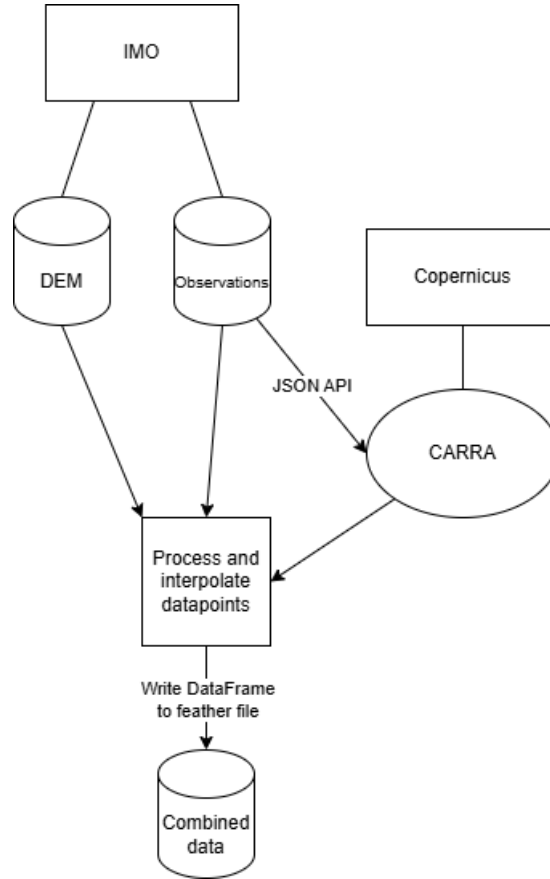 IMO
DEM
Observations
Copernicus
JSON API
CARRA
Process and
interpolate
datapoints
Write DataFrame
to feather file
Combined
data